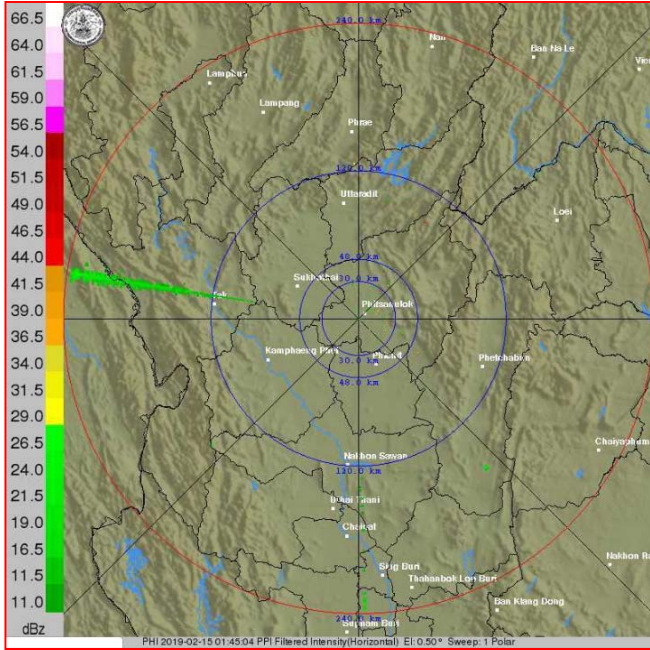 66.5
64.0
61.5
59.0
56.5
54.0
51.5
49.0
46.5
44.0
41.5
39.0
36.5
34.0
31.5
29.0
26.5
24.0
21.5
19.0
16.5
11.5
11.0
dBz
240.0 km
Nan
Ban Na Le
Lamphun
Lampang
Phrae
120.0 km
Uttaradit
Loei
48.0 km
30.0 km
Sukhothai
Phitsanulok
Kamphaeng Phet
Phichit
30.0 km
48.0 km
Phetchabun
Nakhon Sawan
120.0 km
Chaiyaphum
Uthai Thani
Chainat
Sing Buri
Thahanbok Lop Buri
Nakhon Ra
Ban Klang Dong
240.0 km
Suphan Buri
PHI 2019-02-15 01:45:04 PPI Filtered Intensity(Horizontal) El: 0.50° Sweep: 1 Polar